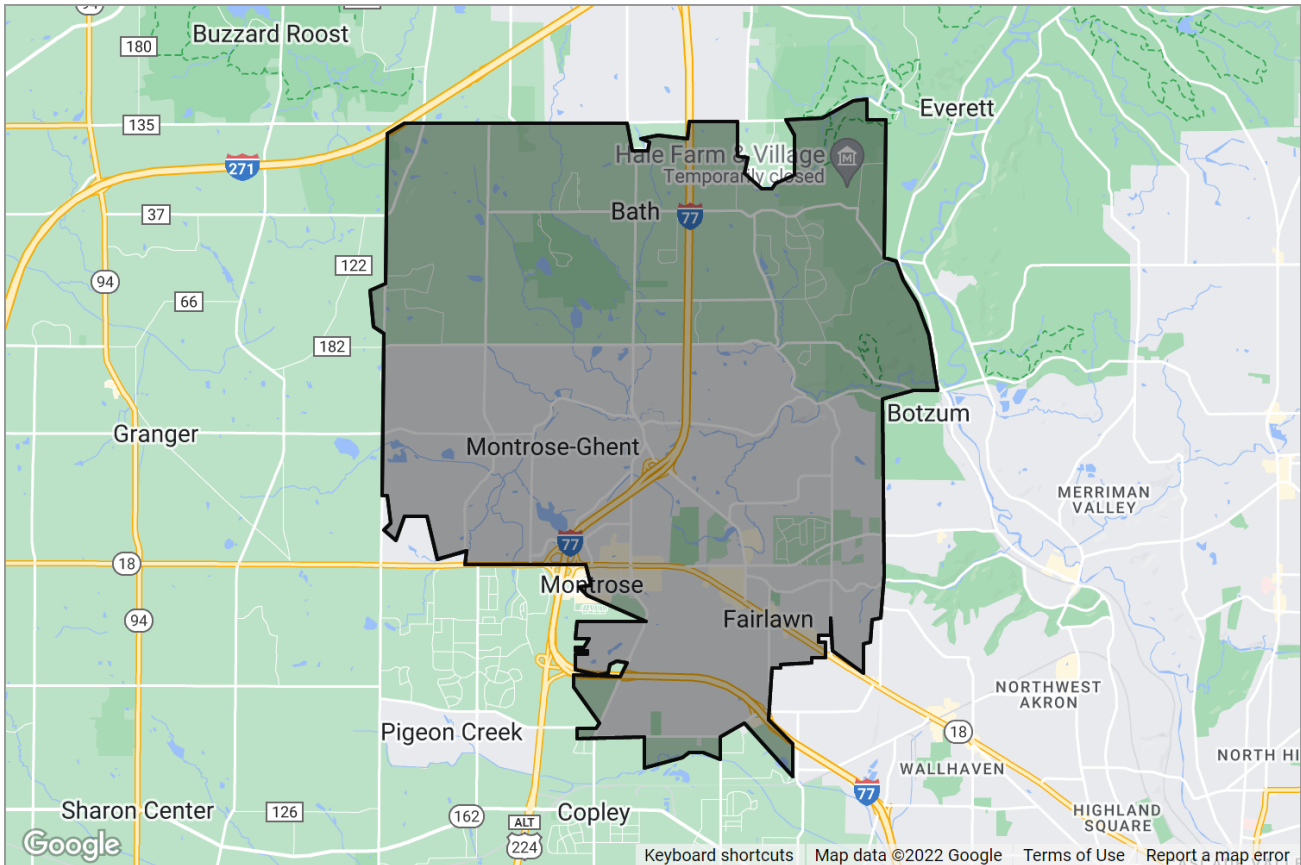 Buzzard Roost
180
Everett
135
Hale Farm & Village
Temporarily closed
271
37
Bath
77
122
94
66
182
Botzum
Granger
Montrose-Ghent
MERRIMAN
VALLEY
77
18
Montrose
94
Fairlawn
NORTHWEST
AKRON
Pigeon Creek
18
NORTH HI
WALLHAVEN
77
Sharon Center
126
162
Copley
HIGHLAND
SQUARE
ALT
224
Google
Keyboard shortcuts
Map data ©2022 Google
Terms of Use
Report a map error